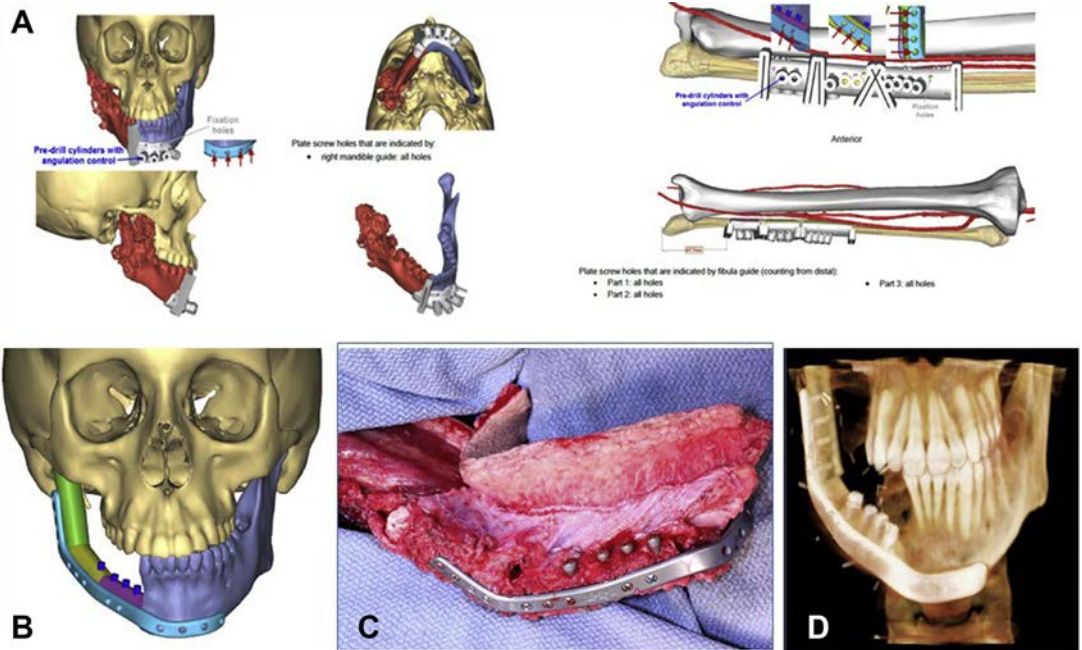 A
Fixation
holes
Pre-drill cylinders with
angulation control
Plate screw holes that are indicated by:
• right mandible guide: all holes
Pre-drill cylinders with
angulation control
Fixation
holes
Anterior
Plate screw holes that are indicated by fibula guide (counting from distal):
• Part 1: all holes
• Part 2: all holes
• Part 3: all holes
B
C
D